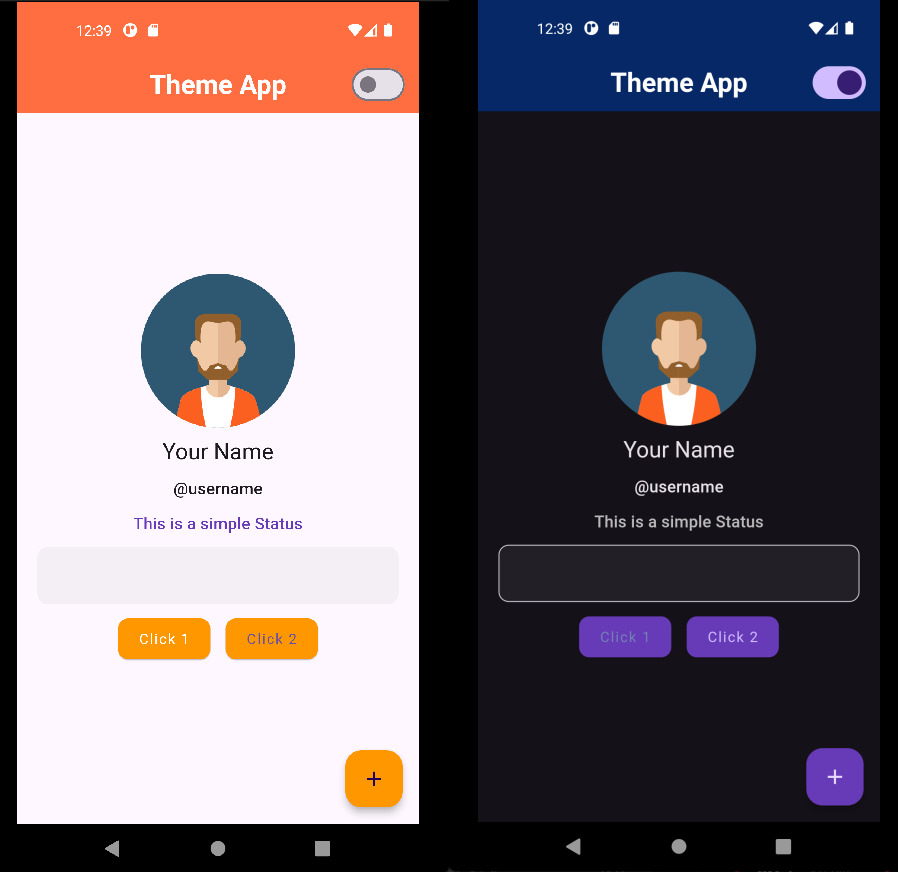 12:39
Theme App
Your Name
@username
This is a simple Status
Click 1 Click 2
+
12:39
Theme App
Your Name
@username
This is a simple Status
Click 1 Click 2
+